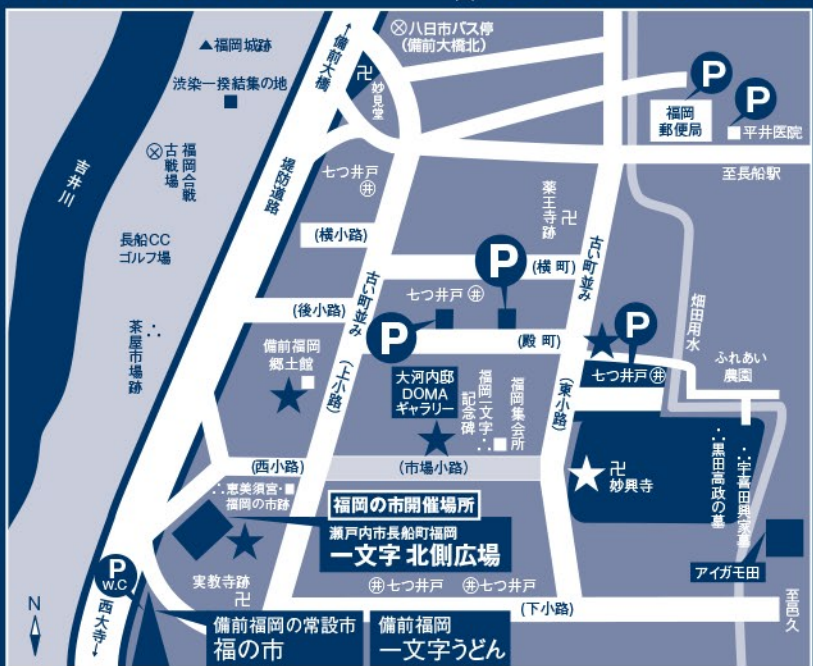 ↑備前大橋
八日市バス停
(備前大橋北)
▲福岡城跡
渋染一揆結集の地
卍
妙見堂
P
福岡
郵便局
P
平井医院
至長船駅
福岡合戦
古戦場
吉井川
堤防道路
七つ井戸
井
薬王寺跡
卍
長船CC
ゴルフ場
(横小路)
古い町並み
P
(横町)
古い町並み
七つ井戸 井
畑田用水
(後小路)
P
(殿町)
P
茶屋市場跡
備前福岡
郷土館
(上小路)
大河内邸
DOMA
ギャラリー
福岡一文字
記念碑
福岡集会所
(東小路)
七つ井戸 井
ふれあい
農園
(西小路)
(市場小路)
卍
妙興寺
黒田高政の墓
宇喜田興家墓
恵美須宮・
福岡の市跡
福岡の市開催場所
瀬戸内市長船町福岡
一文字 北側広場
アイガモ田
P
W.C
実教寺跡
卍
井 七つ井戸
井 七つ井戸
(下小路)
至邑久
N
西大寺↓
備前福岡の常設市
福の市
備前福岡
一文字うどん